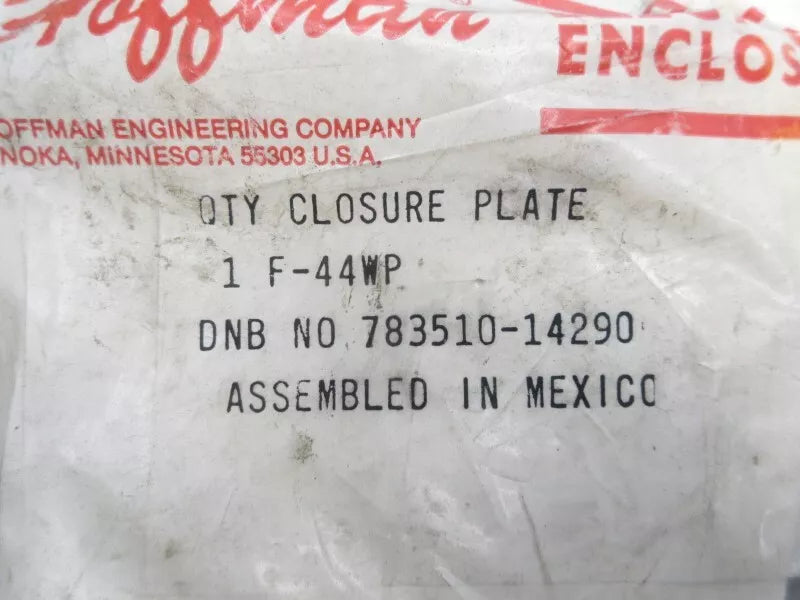 Hoffman
ENCLOS
OFFMAN ENGINEERING COMPANY
NOKA, MINNESOTA 55303 U.S.A.
QTY CLOSURE PLATE
1 F-44WP
DNB NO. 783510-14290
ASSEMBLED IN MEXICO